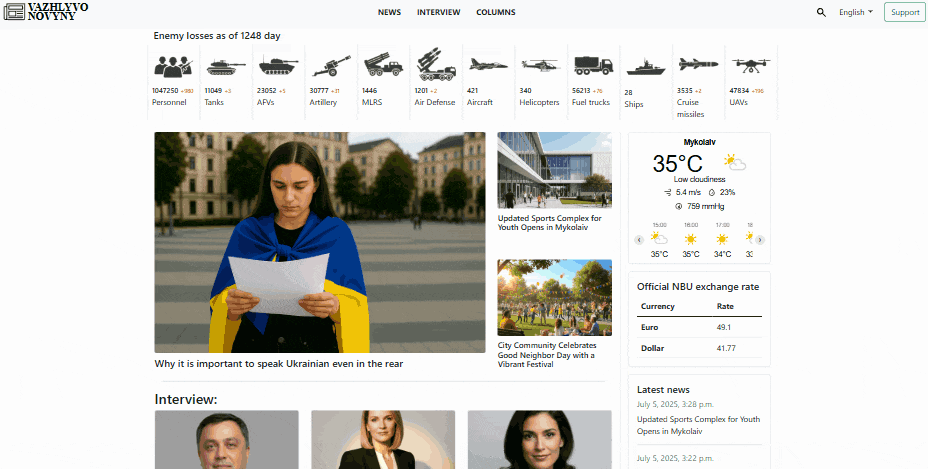 VAZHLYVO
NOVYNY
NEWS
INTERVIEW
COLUMNS
English
Support
Enemy losses as of 1248 day
1047250 +980
Personnel
11049 +3
Tanks
23052 +5
AFVs
30777 +31
Artillery
1446
MLRS
1201 +2
Air Defense
421
Aircraft
340
Helicopters
56213 +76
Fuel trucks
28
Ships
3535 +2
Cruise
missiles
47834 +195
UAVs
Why it is important to speak Ukrainian even in the rear
Updated Sports Complex for
Youth Opens in Mykolaiv
City Community Celebrates
Good Neighbor Day with a
Vibrant Festival
Mykolaiv
35°C
Low cloudiness
5.4 m/s 23%
759 mmHg
15:00 16:00 17:00 18
35°C 35°C 34°C 33
Official NBU exchange rate
Currency Rate
Euro 49.1
Dollar 41.77
Latest news
July 5, 2025, 3:28 p.m.
Updated Sports Complex for Youth
Opens in Mykolaiv
July 5, 2025, 3:22 p.m.
Interview: